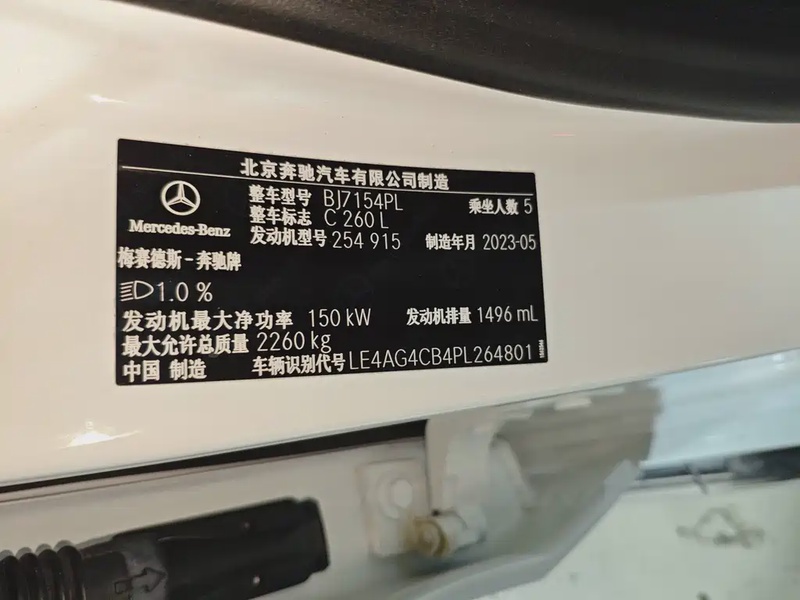 北京奔驰汽车有限公司制造
Mercedes-Benz
梅赛德斯-奔驰牌
整车型号 BJ7154PL 乘坐人数 5
整车标志 C 260 L
发动机型号 254 915 制造年月 2023-05
1.0 %
发动机最大净功率 150 kW 发动机排量 1496 mL
最大允许总质量 2260 kg
中国 制造 车辆识别代号 LE4AG4CB4PL264801